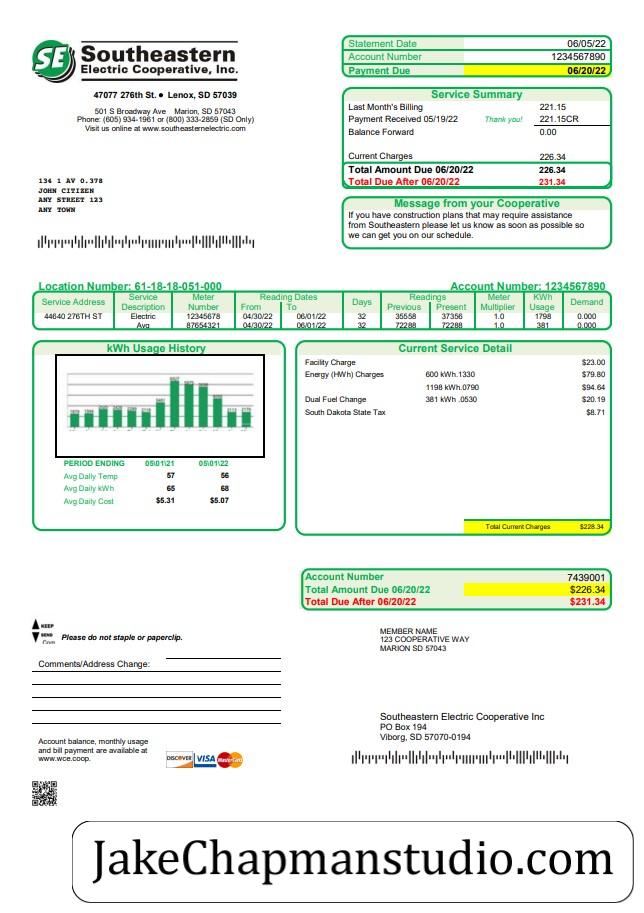 SE Southeastern
Electric Cooperative, Inc.
47077 276th St. ● Lenox, SD 57039
501 S Broadway Ave Marion, SD 57043
Phone: (605) 934-1961 or (800) 333-2859 (SD Only)
Visit us online at www.southeasternelectric.com
Statement Date 06/05/22
Account Number 1234567890
Payment Due 06/20/22
Service Summary
Last Month's Billing 221.15
Payment Received 05/19/22 Thank you! 221.15CR
Balance Forward 0.00
Current Charges 226.34
Total Amount Due 06/20/22 226.34
Total Due After 06/20/22 231.34
Message from your Cooperative
If you have construction plans that may require assistance
from Southeastern please let us know as soon as possible so
we can get you on our schedule.
134 1 AV 0.378
JOHN CITIZEN
ANY STREET 123
ANY TOWN
Location Number: 61-18-18-051-000 Account Number: 1234567890
Service Address Service Description Meter Number Reading Dates From To Days Readings Previous Present Meter Multiplier KWH Usage Demand
44640 276TH ST Electric 12345678 04/30/22 06/01/22 32 35558 37356 1.0 1798 0.000
Avg 87654321 04/30/22 06/01/22 32 72288 72288 1.0 381 0.000
kWh Usage History
PERIOD ENDING 05\01\21 05\01\22
Avg Daily Temp 57 56
Avg Daily kWh 65 68
Avg Daily Cost $5.31 $5.07
Current Service Detail
Facility Charge $23.00
Energy (HWh) Charges 600 kWh.1330 $79.80
1198 kWh.0790 $94.64
Dual Fuel Change 381 kWh .0530 $20.19
South Dakota State Tax $8.71
Total Current Charges $228.34
Account Number 7439001
Total Amount Due 06/20/22 $226.34
Total Due After 06/20/22 $231.34
KEEP
SEND
Please do not staple or paperclip.
Comments/Address Change:
MEMBER NAME
123 COOPERATIVE WAY
MARION SD 57043
Account balance, monthly usage
and bill payment are available at
www.wce.coop.
DISCOVER VISA MasterCard
Southeastern Electric Cooperative Inc
PO Box 194
Viborg, SD 57070-0194
JakeChapmanstudio.com